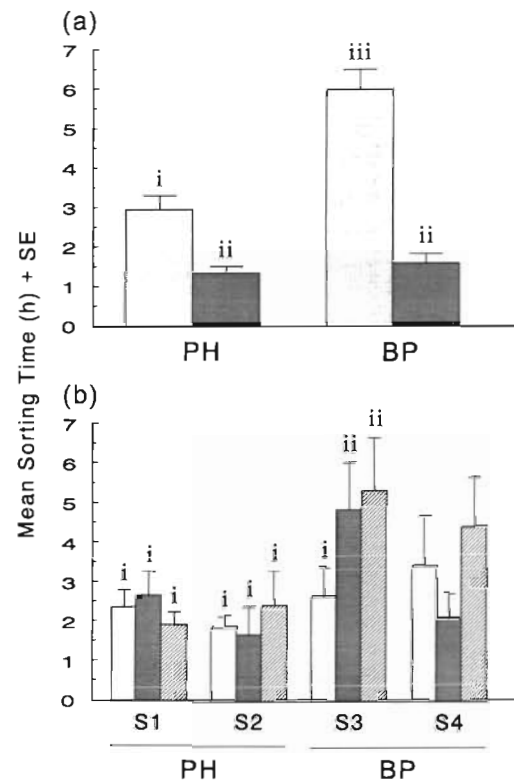 (a)
Mean Sorting Time (h) + SE
7
6
5
4
3
2
1
0
i
ii
iii
ii
PH
BP
(b)
7
6
5
4
3
2
1
0
i
i
i
i
i
i
i
ii
ii
S1
S2
S3
S4
PH
BP